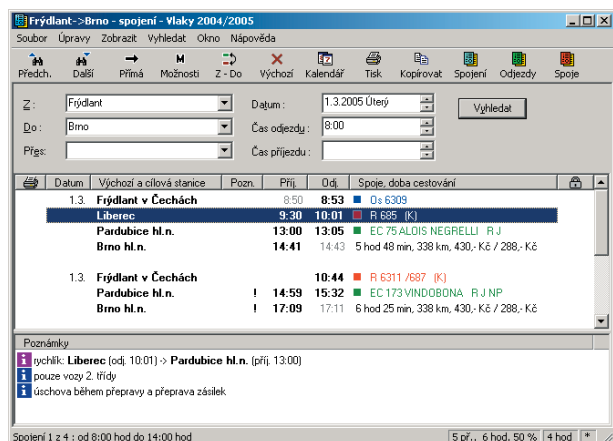 Frýdlant->Brno - spojení - Vlaky 2004/2005
Soubor Úpravy Zobrazit Vyhledat Okno Nápověda
Předch. Další Přímá Možnosti Z - Do Výchozí Kalendář Tisk Kopírovat Spojení Odjezdy Spoje
Z : Frýdlant Datum : 1.3.2005 Úterý Vyhledat
Do : Brno Čas odjezdu : 8:00
Přes: Čas příjezdu :
Datum Výchozí a cílová stanice Pozn. Příj. Odj. Spoje, doba cestování
1.3. Frýdlant v Čechách 8:50 8:53 Os 6309
Liberec 9:30 10:01 R 685 (K)
Pardubice hl.n. 13:00 13:05 EC 75 ALOIS NEGRELLI R J
Brno hl.n. 14:41 14:43 5 hod 48 min, 338 km, 430,- Kč / 288,- Kč
1.3. Frýdlant v Čechách 10:44 R 6311 /687 (K)
Pardubice hl.n. ! 14:59 15:32 EC 173 VINDOBONA R J NP
Brno hl.n. ! 17:09 17:11 6 hod 25 min, 338 km, 430,- Kč / 288,- Kč
Poznámky
rychlík: Liberec (odj. 10:01) -> Pardubice hl.n. (příj. 13:00)
pouze vozy 2. třídy
úschova během přepravy a přeprava zásilek
Spojení 1 z 4 : od 8:00 hod do 14:00 hod 5 př., 6 hod, 50 % 4 hod *